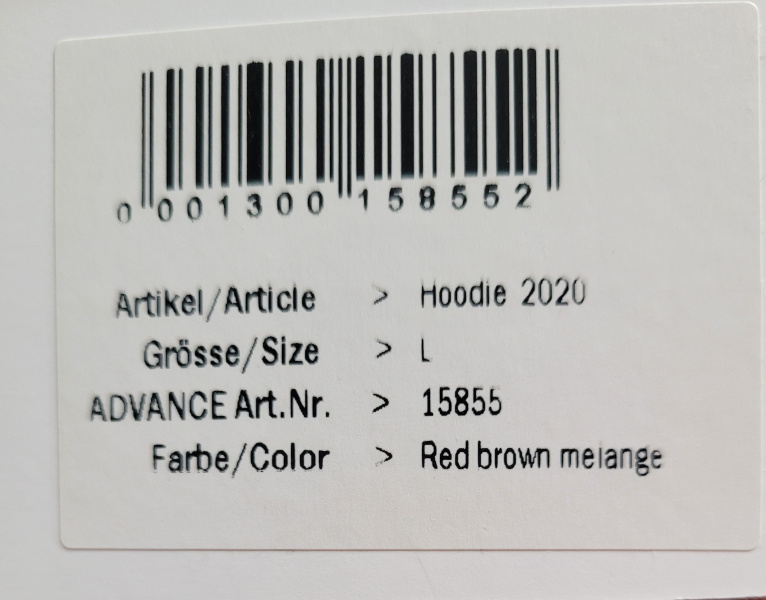 0 001300 158552
Artikel/Article > Hoodie 2020
Grösse/Size > L
ADVANCE Art.Nr. > 15855
Farbe/Color > Red brown melange